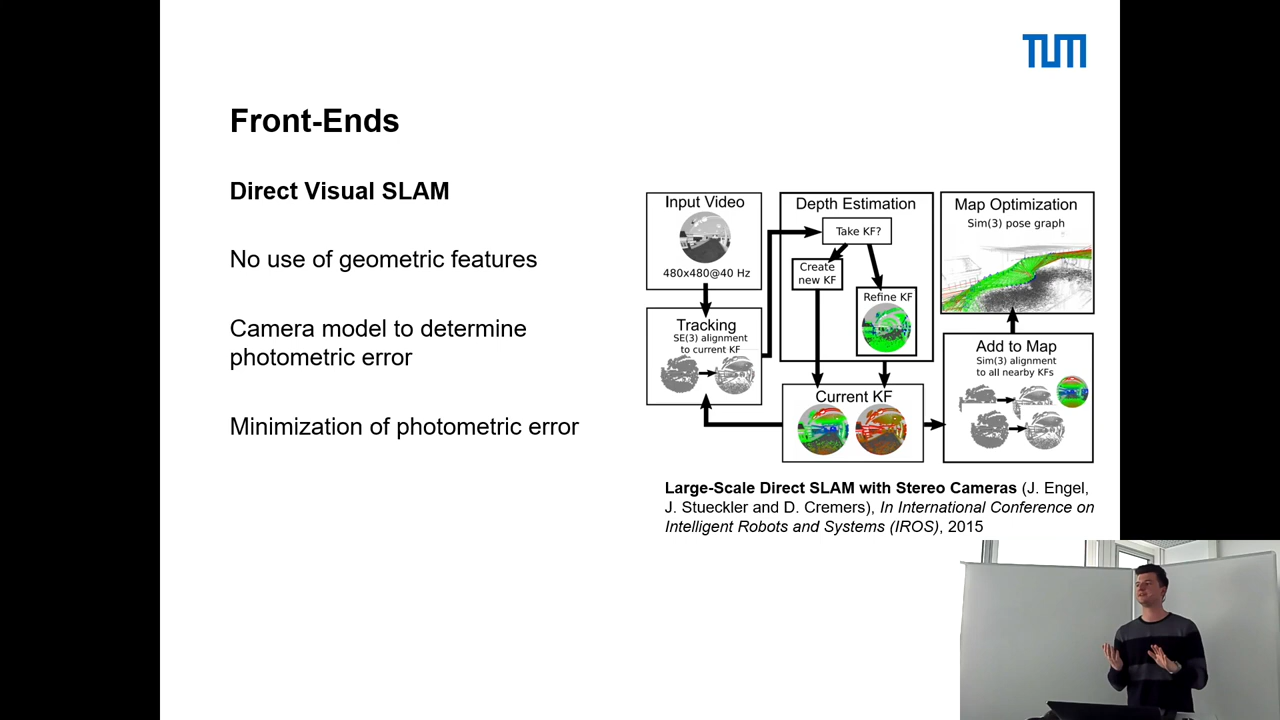 TUM
Front-Ends
Direct Visual SLAM
No use of geometric features
Camera model to determine
photometric error
Minimization of photometric error
Input Video
480x480@40 Hz
Tracking
SE(3) alignment
to current KF
Depth Estimation
Take KF?
Create
new KF
Refine KF
Current KF
Map Optimization
Sim(3) pose graph
Add to Map
Sim(3) alignment
to all nearby KFs
Large-Scale Direct SLAM with Stereo Cameras (J. Engel,
J. Stueckler and D. Cremers), In International Conference on
Intelligent Robots and Systems (IROS), 2015